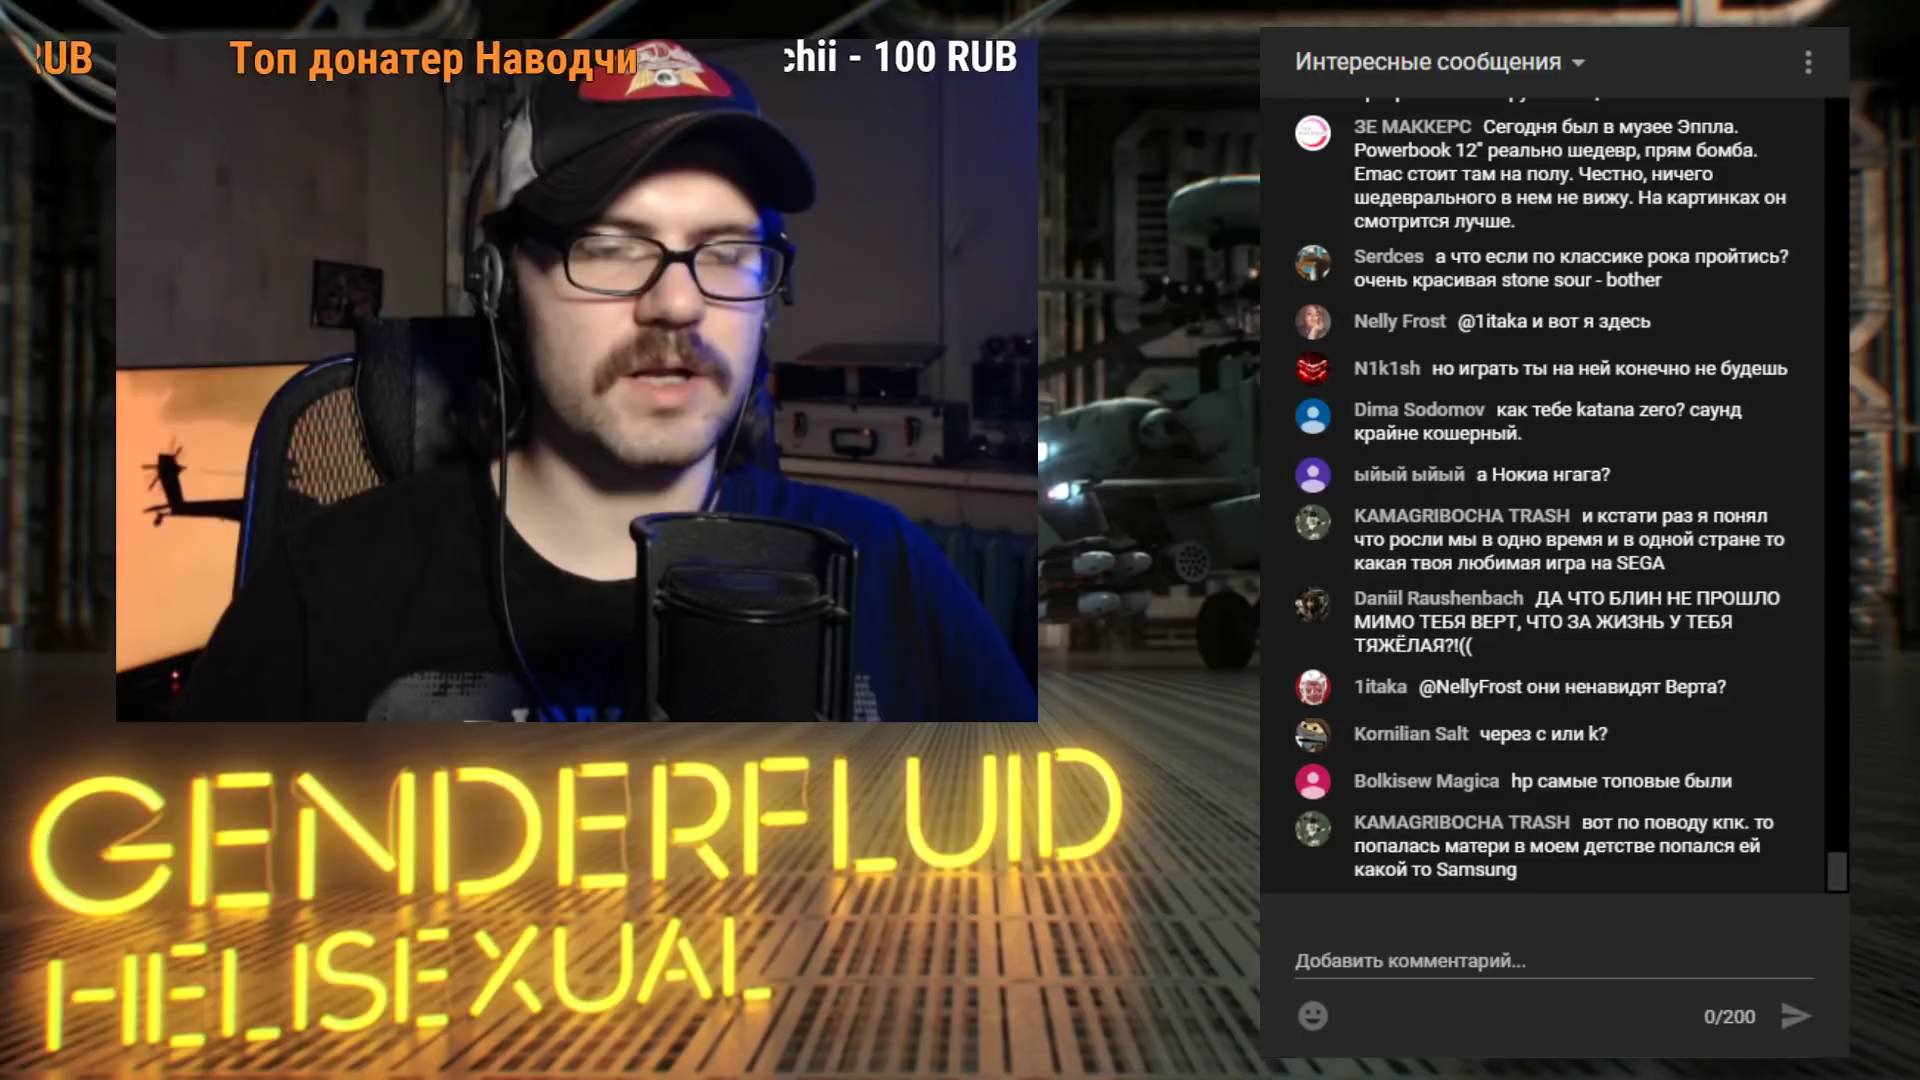 RUB
Топ донатер Наводчи
chii - 100 RUB
GENDERFLUID
HELISEXUAL
Интересные сообщения
ЗЕ МАККЕРС Сегодня был в музее Эппла.
Powerbook 12" реально шедевр, прям бомба.
Emac стоит там на полу. Честно, ничего
шедеврального в нем не вижу. На картинках он
смотрится лучше.
Serdces а что если по классике рока пройтись?
очень красивая stone sour - bother
Nelly Frost @1itaka и вот я здесь
N1k1sh но играть ты на ней конечно не будешь
Dima Sodomov как тебе katana zero? саунд
крайне кошерный.
ыйый ыйый а Нокиа нгага?
KAMAGRIBOCHA TRASH и кстати раз я понял
что росли мы в одно время и в одной стране то
какая твоя любимая игра на SEGA
Daniil Raushenbach ДА ЧТО БЛИН НЕ ПРОШЛО
МИМО ТЕБЯ ВЕРТ, ЧТО ЗА ЖИЗНЬ У ТЕБЯ
ТЯЖЁЛАЯ?!((
1itaka @NellyFrost они ненавидят Верта?
Kornilian Salt через с или k?
Bolkisew Magica hp самые топовые были
KAMAGRIBOCHA TRASH вот по поводу кпк. то
попалась матери в моем детстве попался ей
какой то Samsung
Добавить комментарий...
0/200